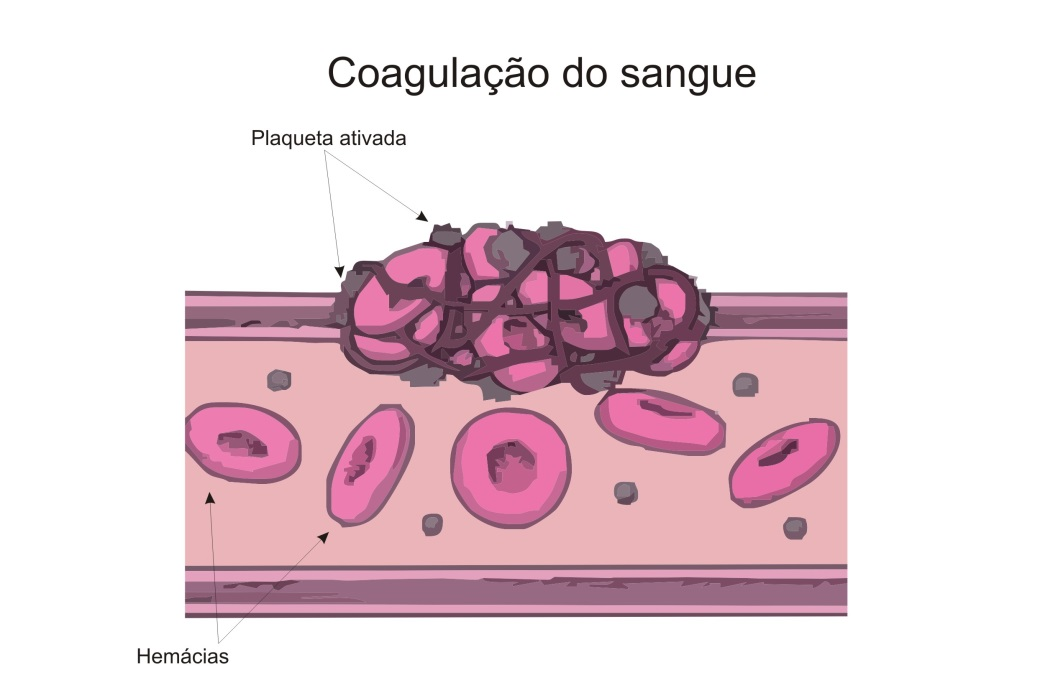 Coagulação do sangue
Plaqueta ativada
Hemácias